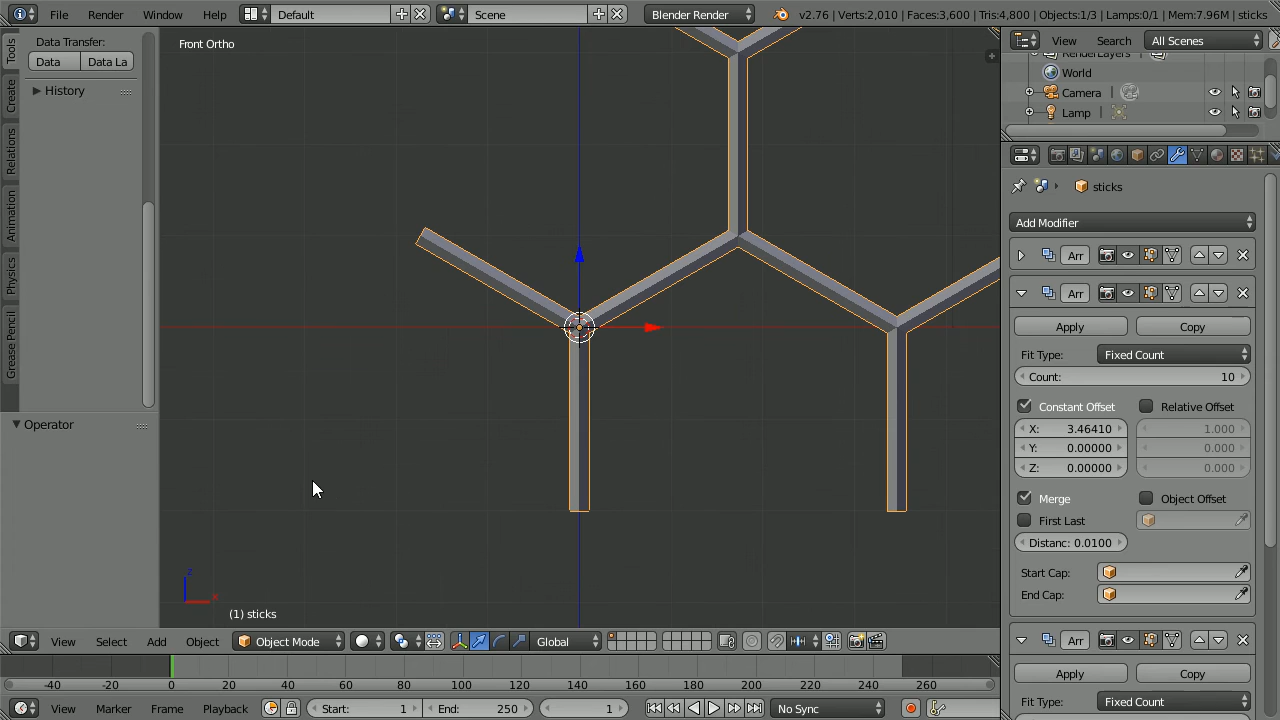 File Render Window Help Default Scene Blender Render v2.76 | Verts:2,010 | Faces:3,600 | Tris:4,800 | Objects:1/3 | Lamps:0/1 | Mem:7.96M | sticks
Tools
Create
Relations
Animation
Physics
Grease Pencil
Data Transfer:
Data Data La
History
Operator
Front Ortho
z
x
(1) sticks
View Select Add Object Object Mode Global
-40 -20 0 20 40 60 80 100 120 140 160 180 200 220 240 260
View Marker Frame Playback Start: 1 End: 250 1 No Sync
View Search All Scenes
RenderLayers
World
Camera
Lamp
sticks
Add Modifier
Arr
Arr
Apply Copy
Fit Type: Fixed Count
Count: 10
Constant Offset Relative Offset
X: 3.46410 1.000
Y: 0.00000 0.000
Z: 0.00000 0.000
Merge Object Offset
First Last
Distanc: 0.0100
Start Cap:
End Cap:
Arr
Apply Copy
Fit Type: Fixed Count